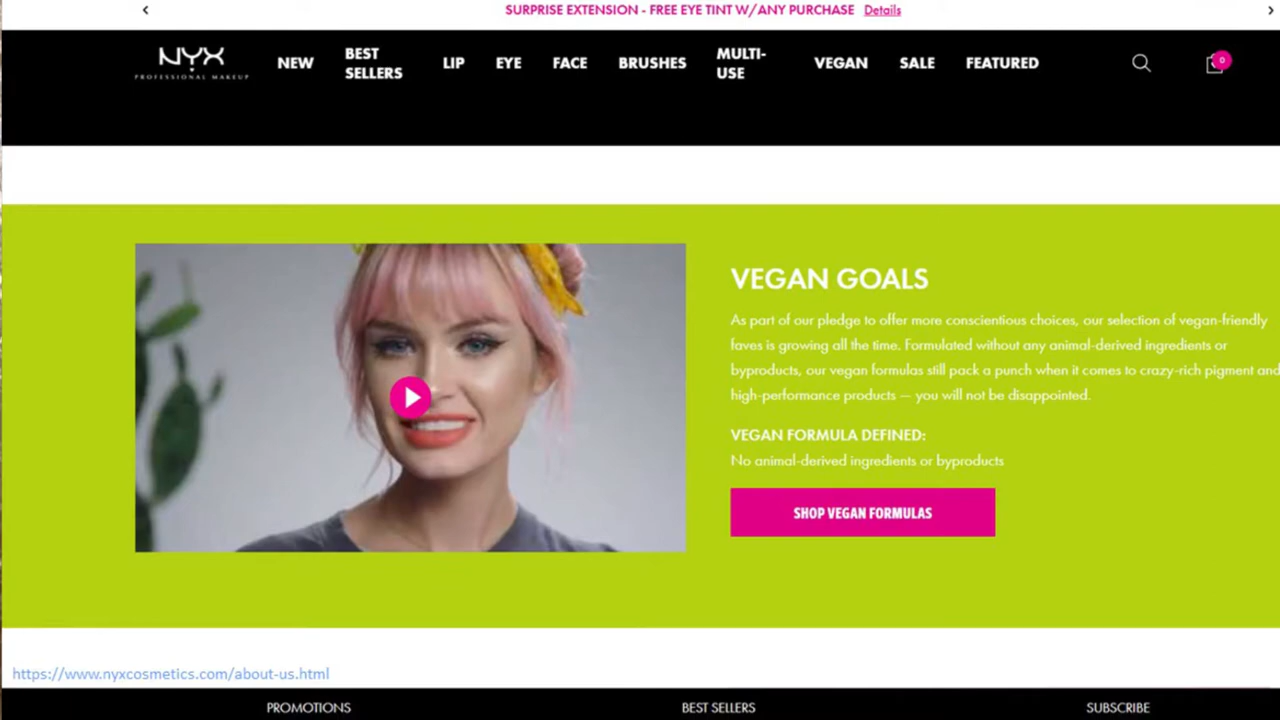 SURPRISE EXTENSION - FREE EYE TINT W/ANY PURCHASE Details
NYX
PROFESSIONAL MAKEUP
NEW
BEST
SELLERS
LIP
EYE
FACE
BRUSHES
MULTI-
USE
VEGAN
SALE
FEATURED
0
VEGAN GOALS
As part of our pledge to offer more conscientious choices, our selection of vegan-friendly
faves is growing all the time. Formulated without any animal-derived ingredients or
byproducts, our vegan formulas still pack a punch when it comes to crazy-rich pigment and
high-performance products — you will not be disappointed.
VEGAN FORMULA DEFINED:
No animal-derived ingredients or byproducts
SHOP VEGAN FORMULAS
https://www.nyxcosmetics.com/about-us.html
PROMOTIONS
BEST SELLERS
SUBSCRIBE